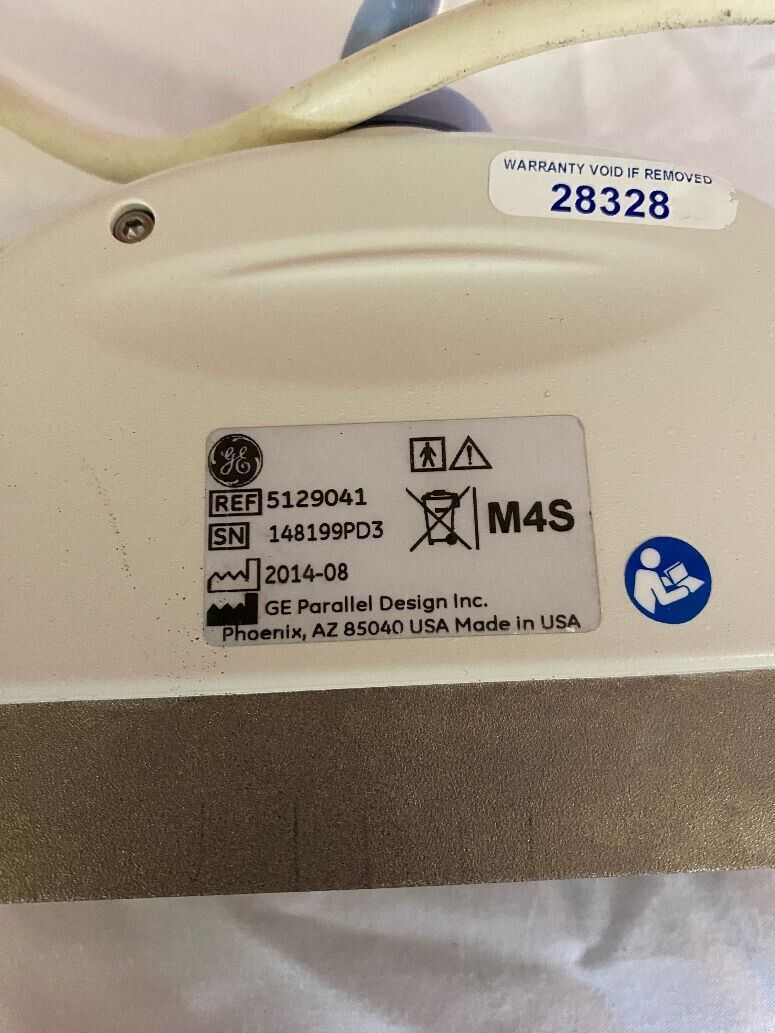 WARRANTY VOID IF REMOVED
28328
GE
REF 5129041
SN 148199PD3
M4S
2014-08
GE Parallel Design Inc.
Phoenix, AZ 85040 USA Made in USA